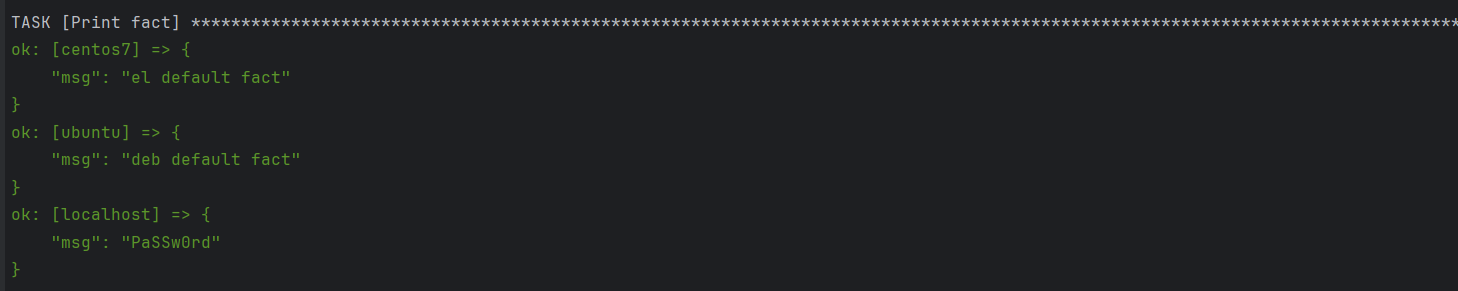 TASK [Print fact] *******************************************************************************************************************************
ok: [centos7] => {
    "msg": "el default fact"
}
ok: [ubuntu] => {
    "msg": "deb default fact"
}
ok: [localhost] => {
    "msg": "PaSSw0rd"
}